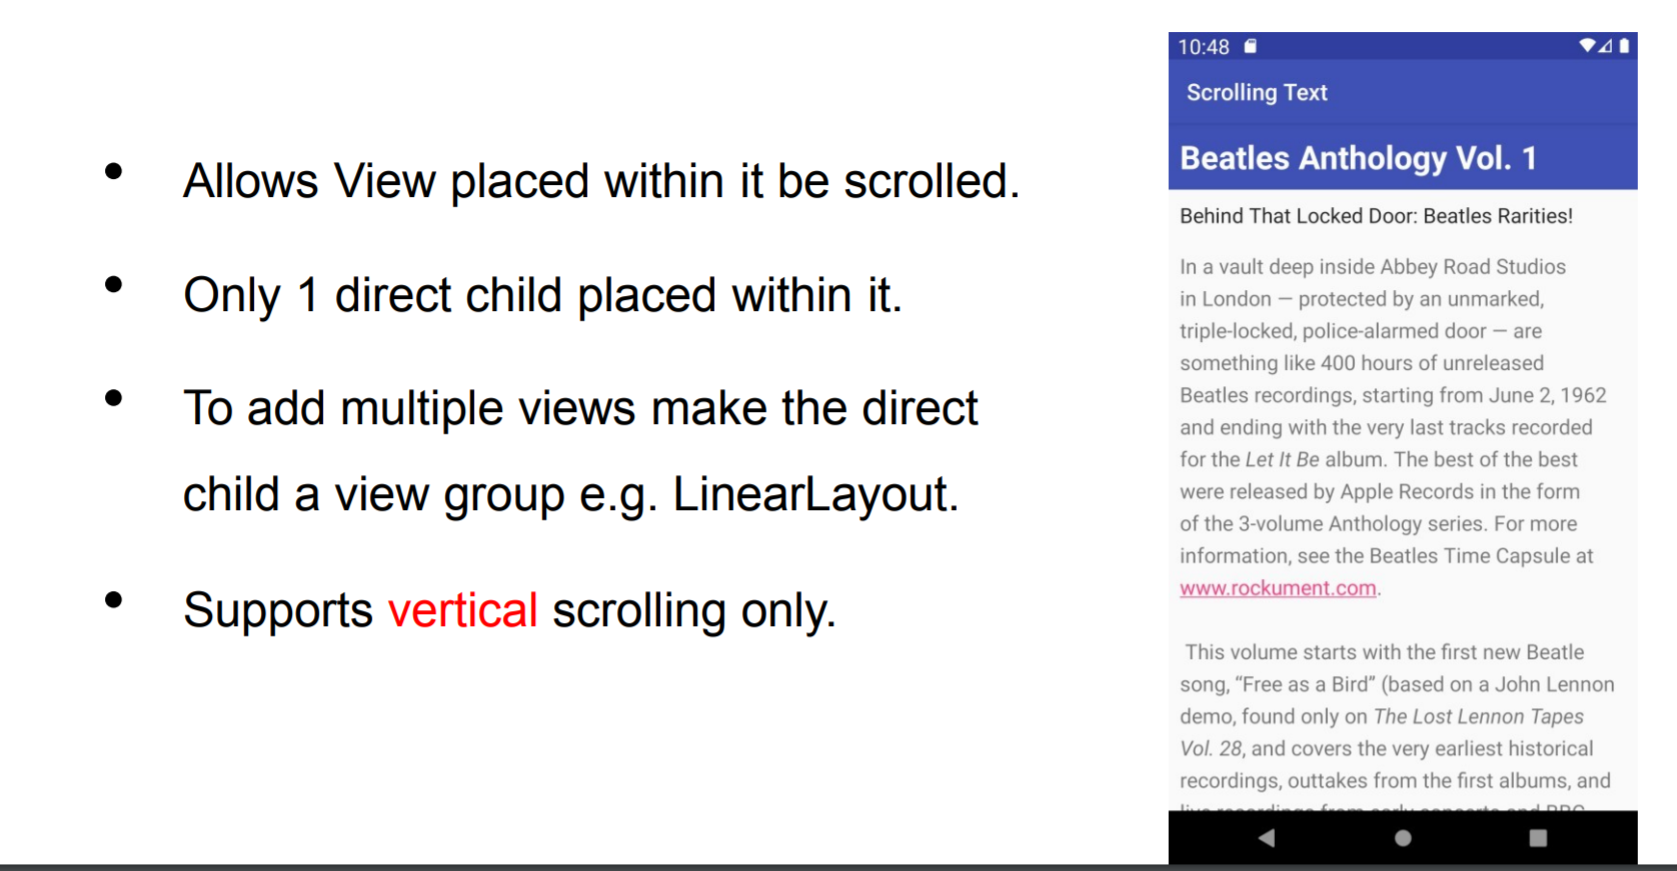 • Allows View placed within it be scrolled.
• Only 1 direct child placed within it.
• To add multiple views make the direct
child a view group e.g. LinearLayout.
• Supports vertical scrolling only.
10:48
Scrolling Text
Beatles Anthology Vol. 1
Behind That Locked Door: Beatles Rarities!
In a vault deep inside Abbey Road Studios
in London — protected by an unmarked,
triple-locked, police-alarmed door — are
something like 400 hours of unreleased
Beatles recordings, starting from June 2, 1962
and ending with the very last tracks recorded
for the Let It Be album. The best of the best
were released by Apple Records in the form
of the 3-volume Anthology series. For more
information, see the Beatles Time Capsule at
www.rockument.com.
This volume starts with the first new Beatle
song, “Free as a Bird” (based on a John Lennon
demo, found only on The Lost Lennon Tapes
Vol. 28, and covers the very earliest historical
recordings, outtakes from the first albums, and
live recordings from early concerts and BBC